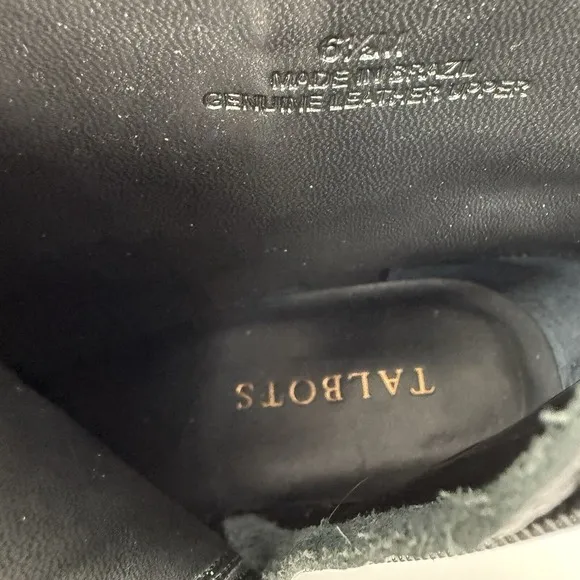 6½M
MADE IN BRAZIL
GENUINE LEATHER UPPER
TALBOTS